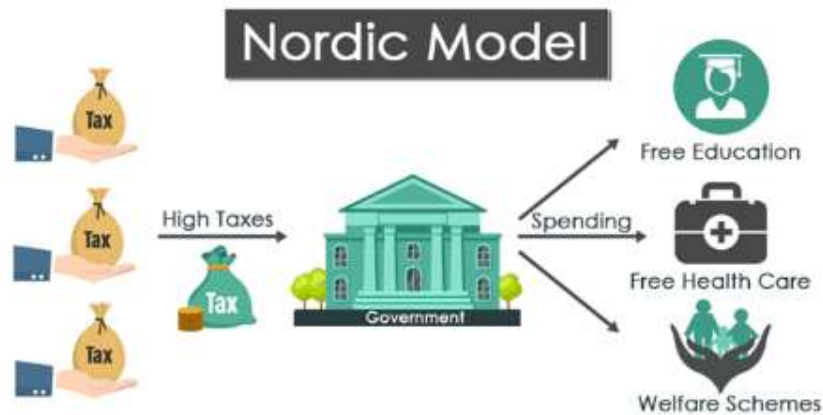 Nordic Model
Tax
Tax
Tax
High Taxes
Tax
Government
Spending
Free Education
Free Health Care
Welfare Schemes